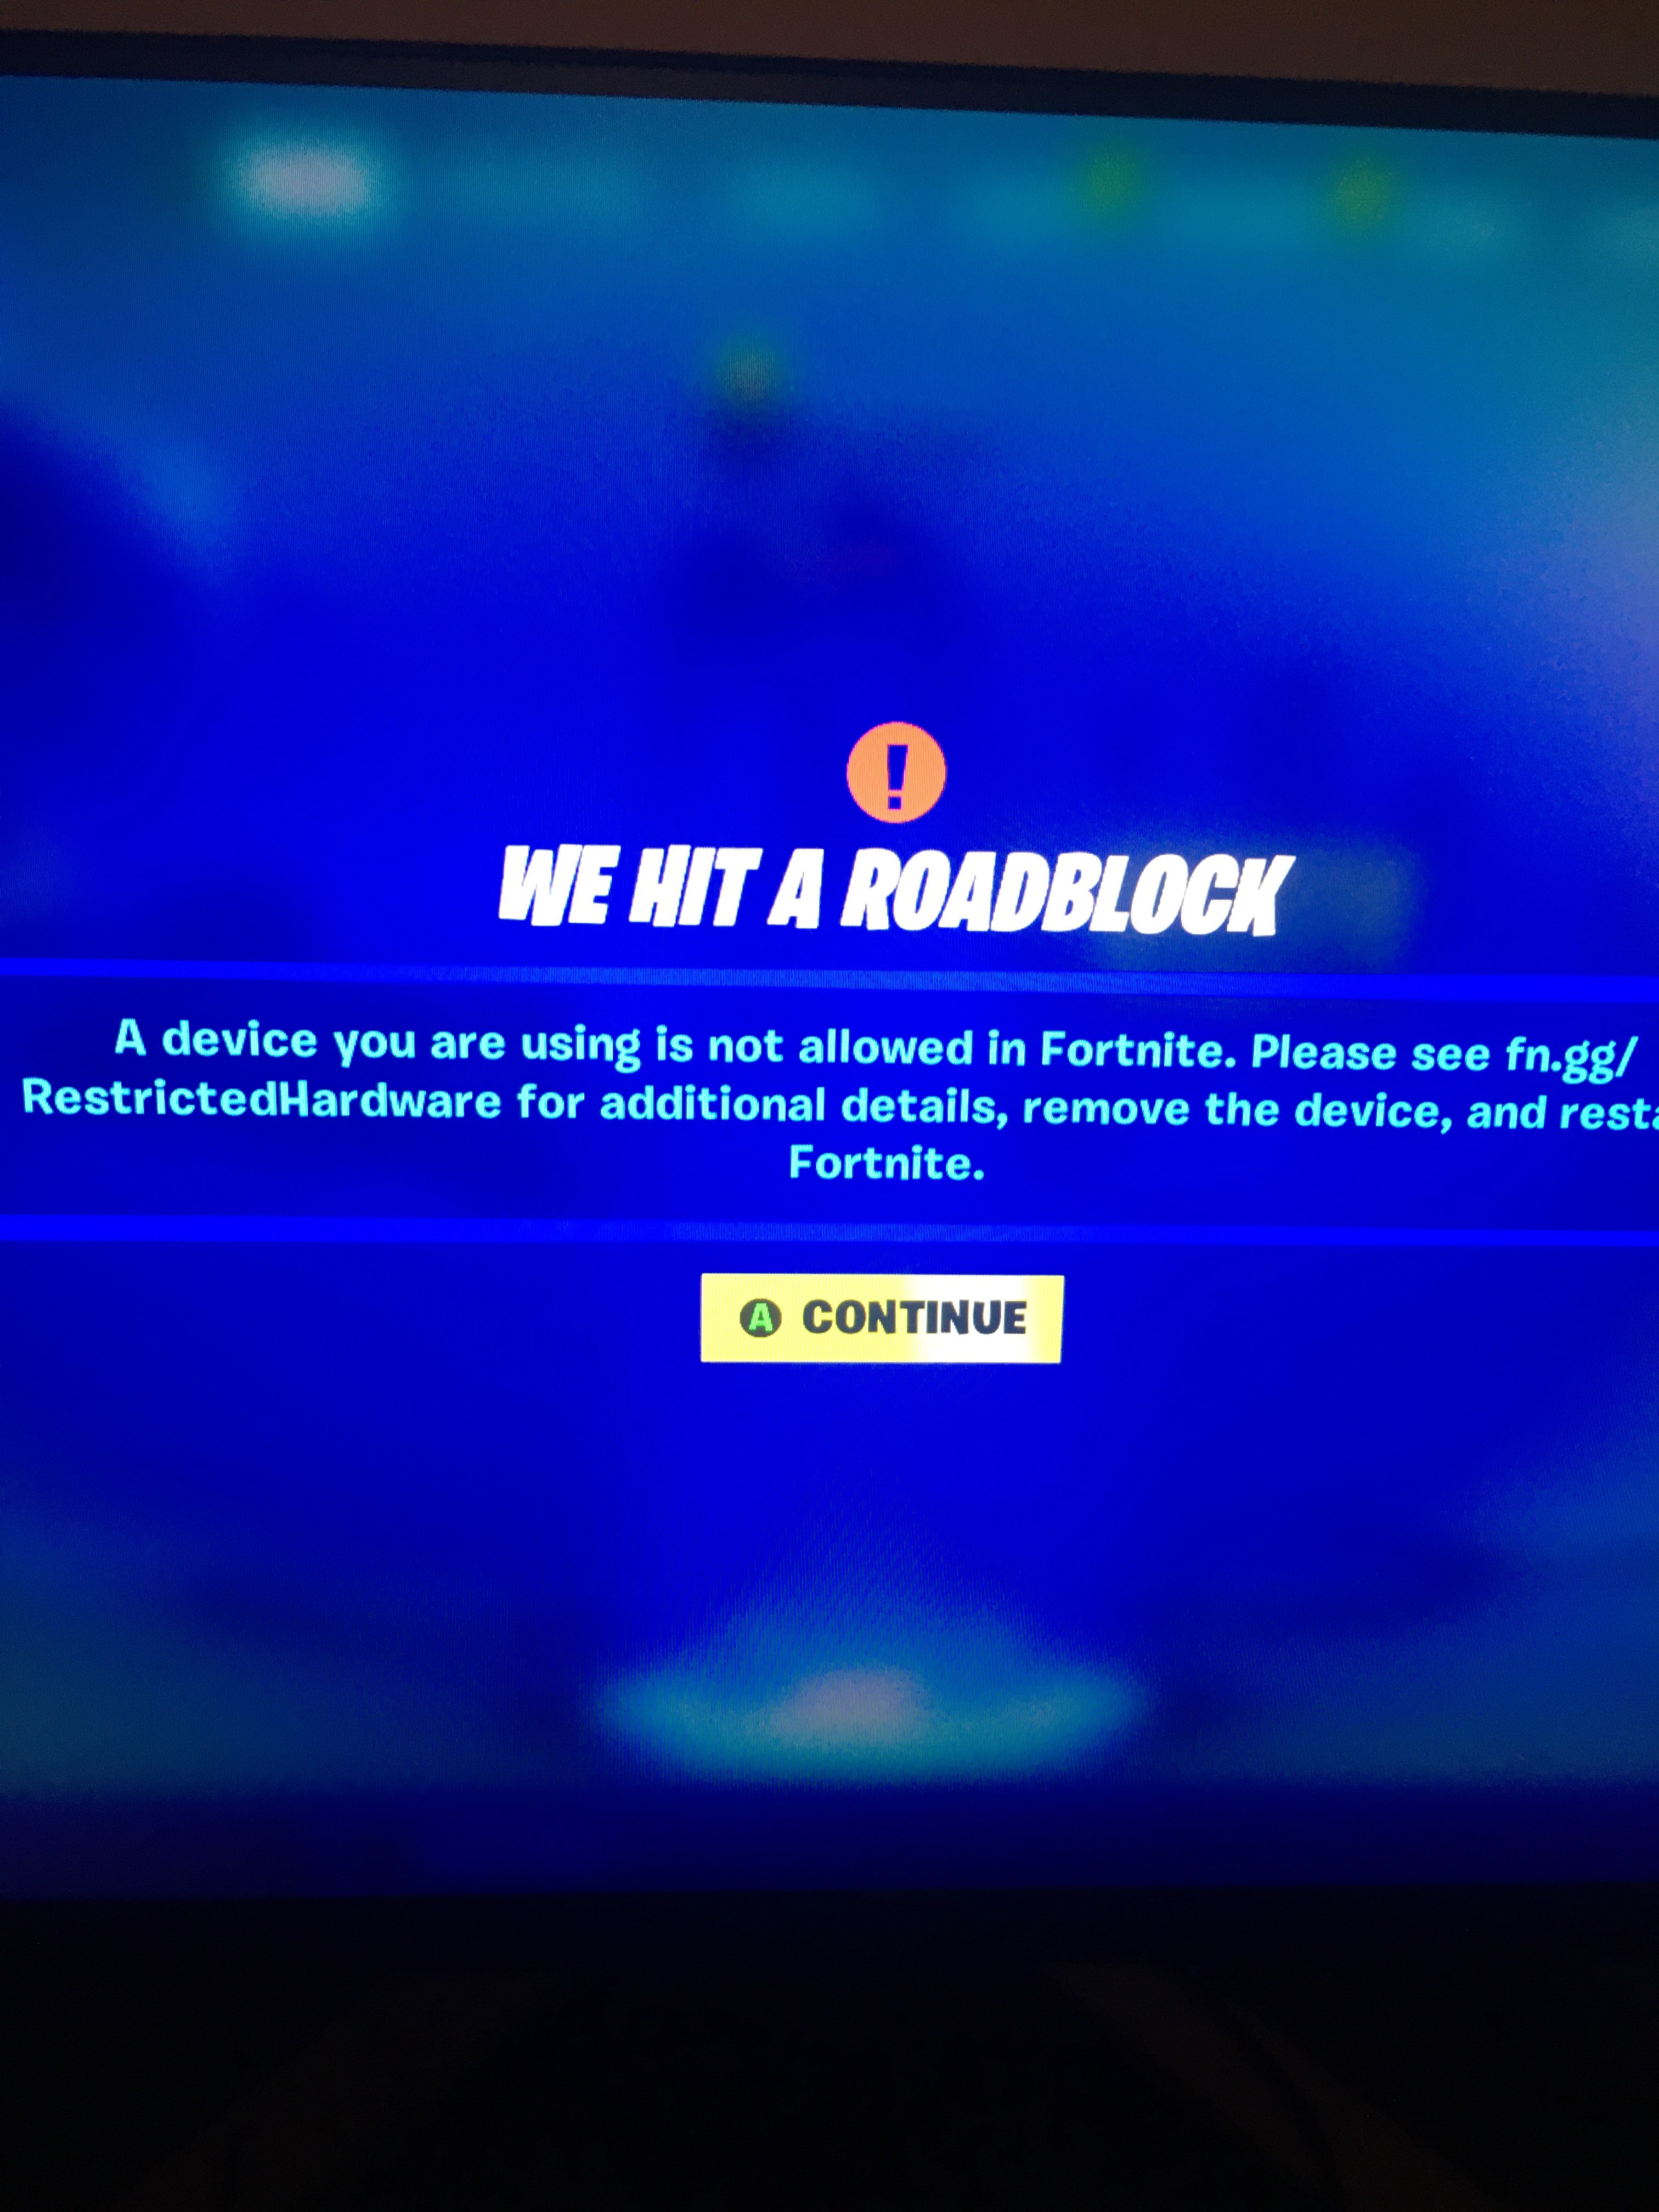 !
WE HIT A ROADBLOCK
A device you are using is not allowed in Fortnite. Please see fn.gg/
RestrictedHardware for additional details, remove the device, and resta
Fortnite.
A CONTINUE